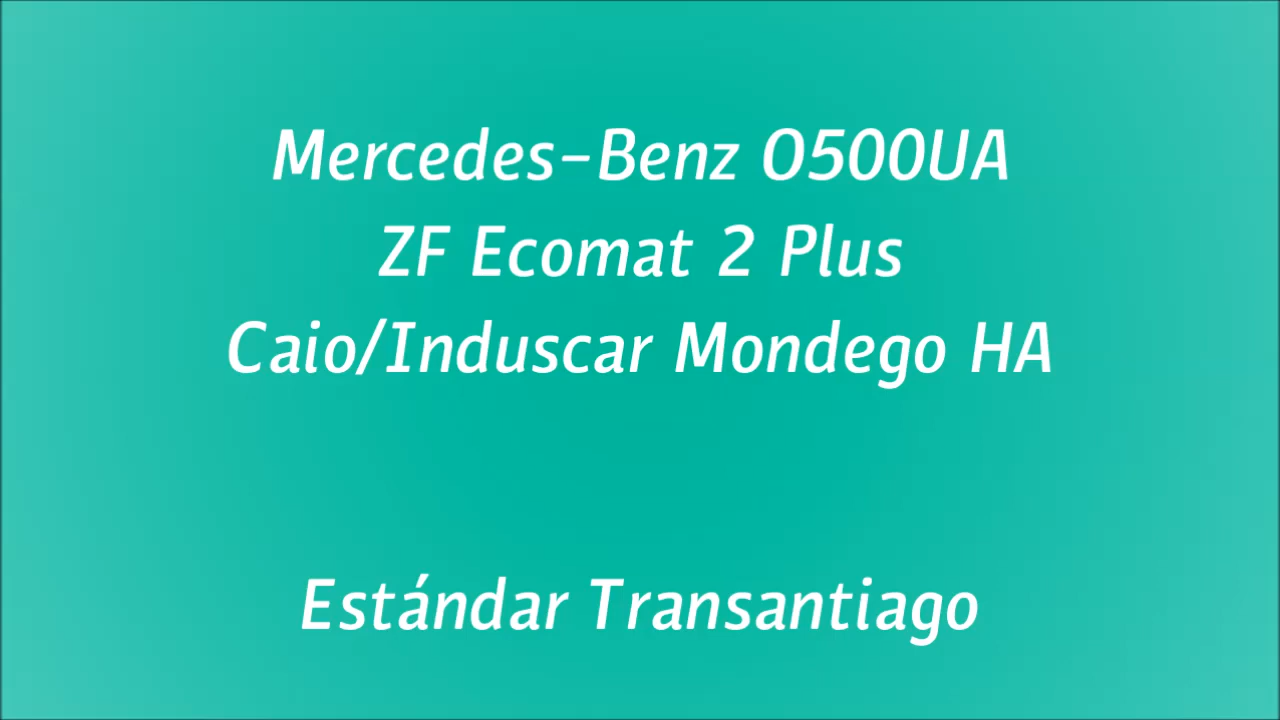 Mercedes-Benz O500UA
ZF Ecomat 2 Plus
Caio/Induscar Mondego HA
Estándar Transantiago